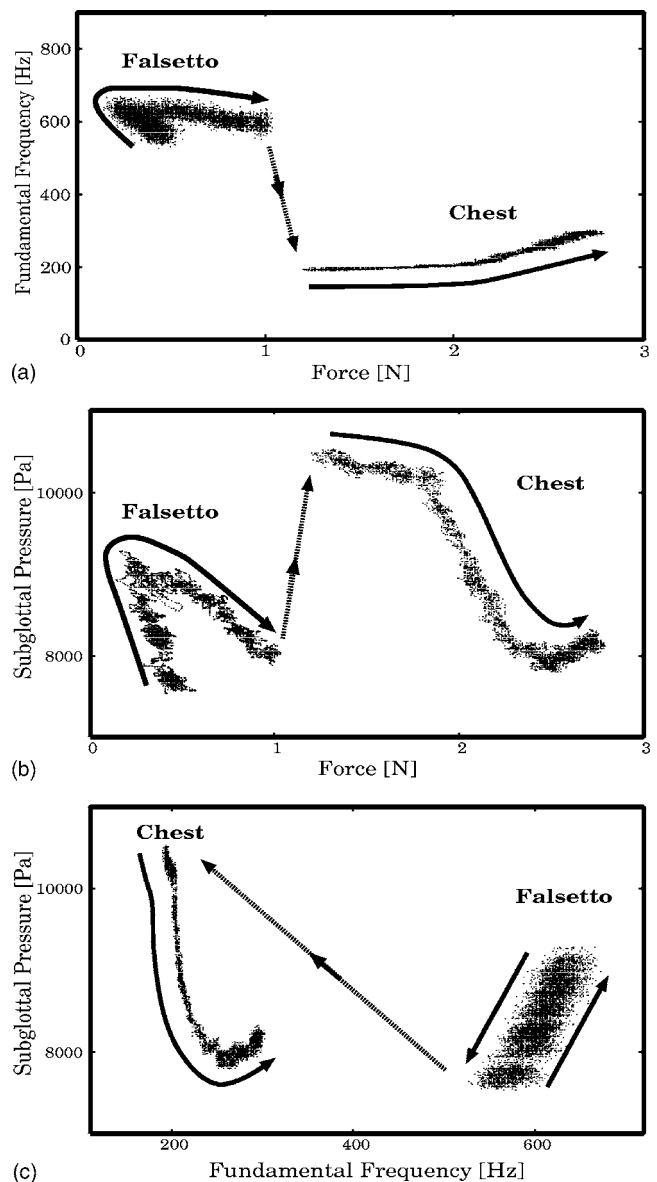 Fundamental Frequency [Hz]
800
600
400
200
0
Falsetto
Chest
0 1 2 3
(a)
Force [N]
Subglottal Pressure [Pa]
10000
8000
Falsetto
Chest
0 1 2 3
(b)
Force [N]
Subglottal Pressure [Pa]
10000
8000
Chest
Falsetto
200 400 600
(c)
Fundamental Frequency [Hz]